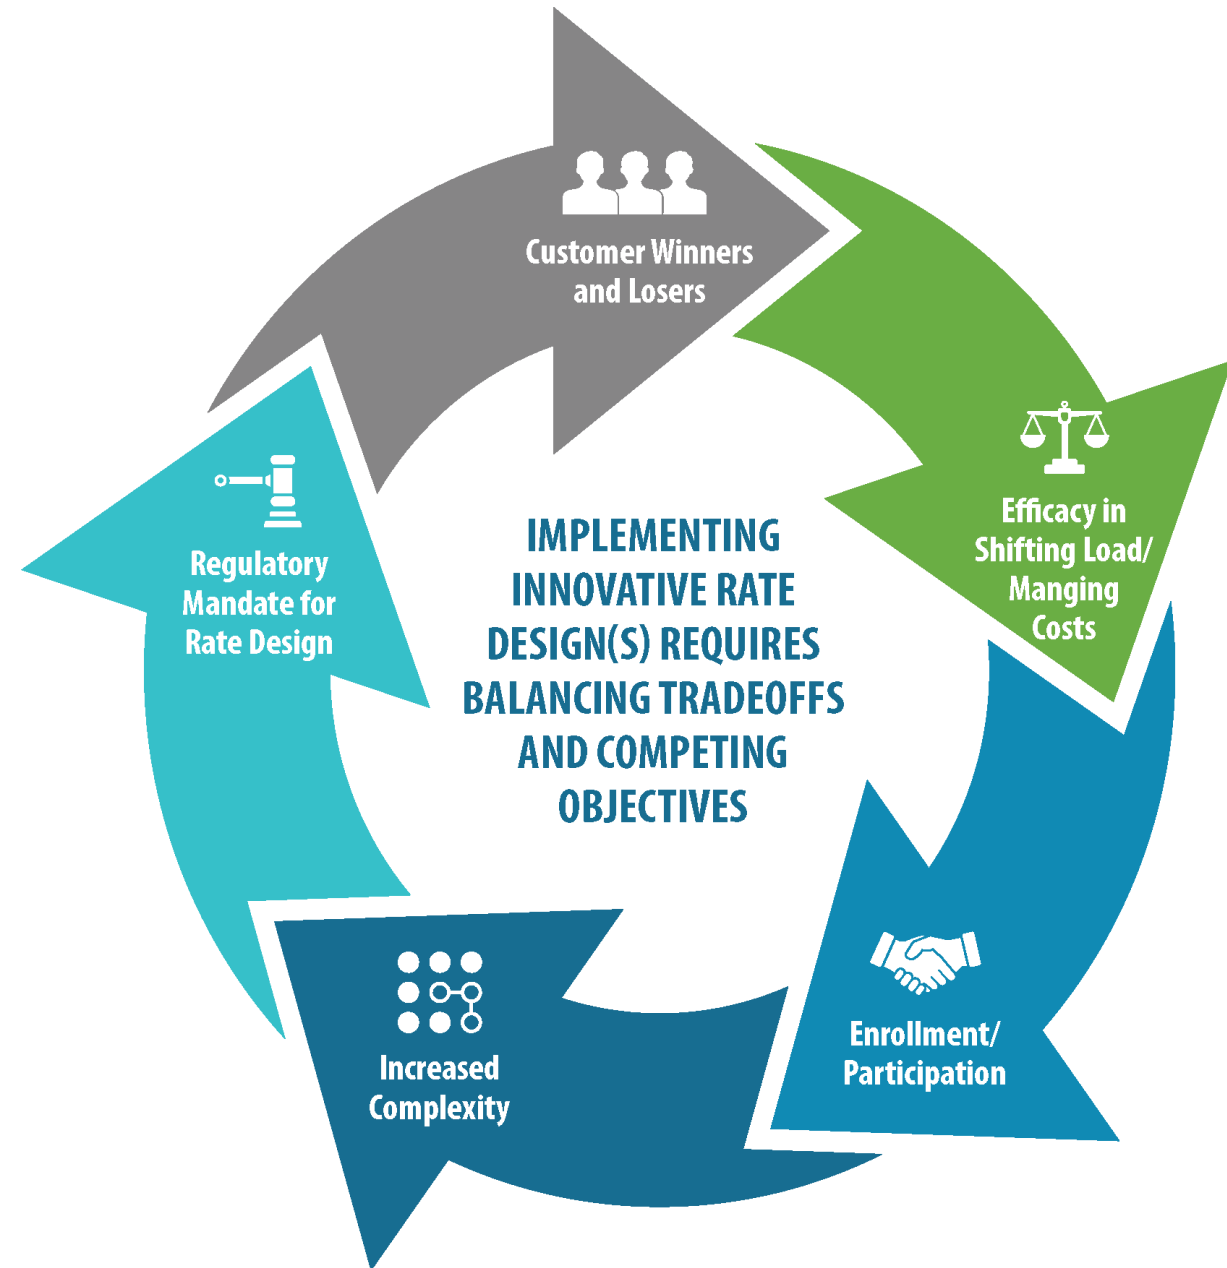 Customer Winners
and Losers
Efficacy in
Shifting Load/
Manging
Costs
Enrollment/
Participation
Increased
Complexity
Regulatory
Mandate for
Rate Design
IMPLEMENTING
INNOVATIVE RATE
DESIGN(S) REQUIRES
BALANCING TRADEOFFS
AND COMPETING
OBJECTIVES